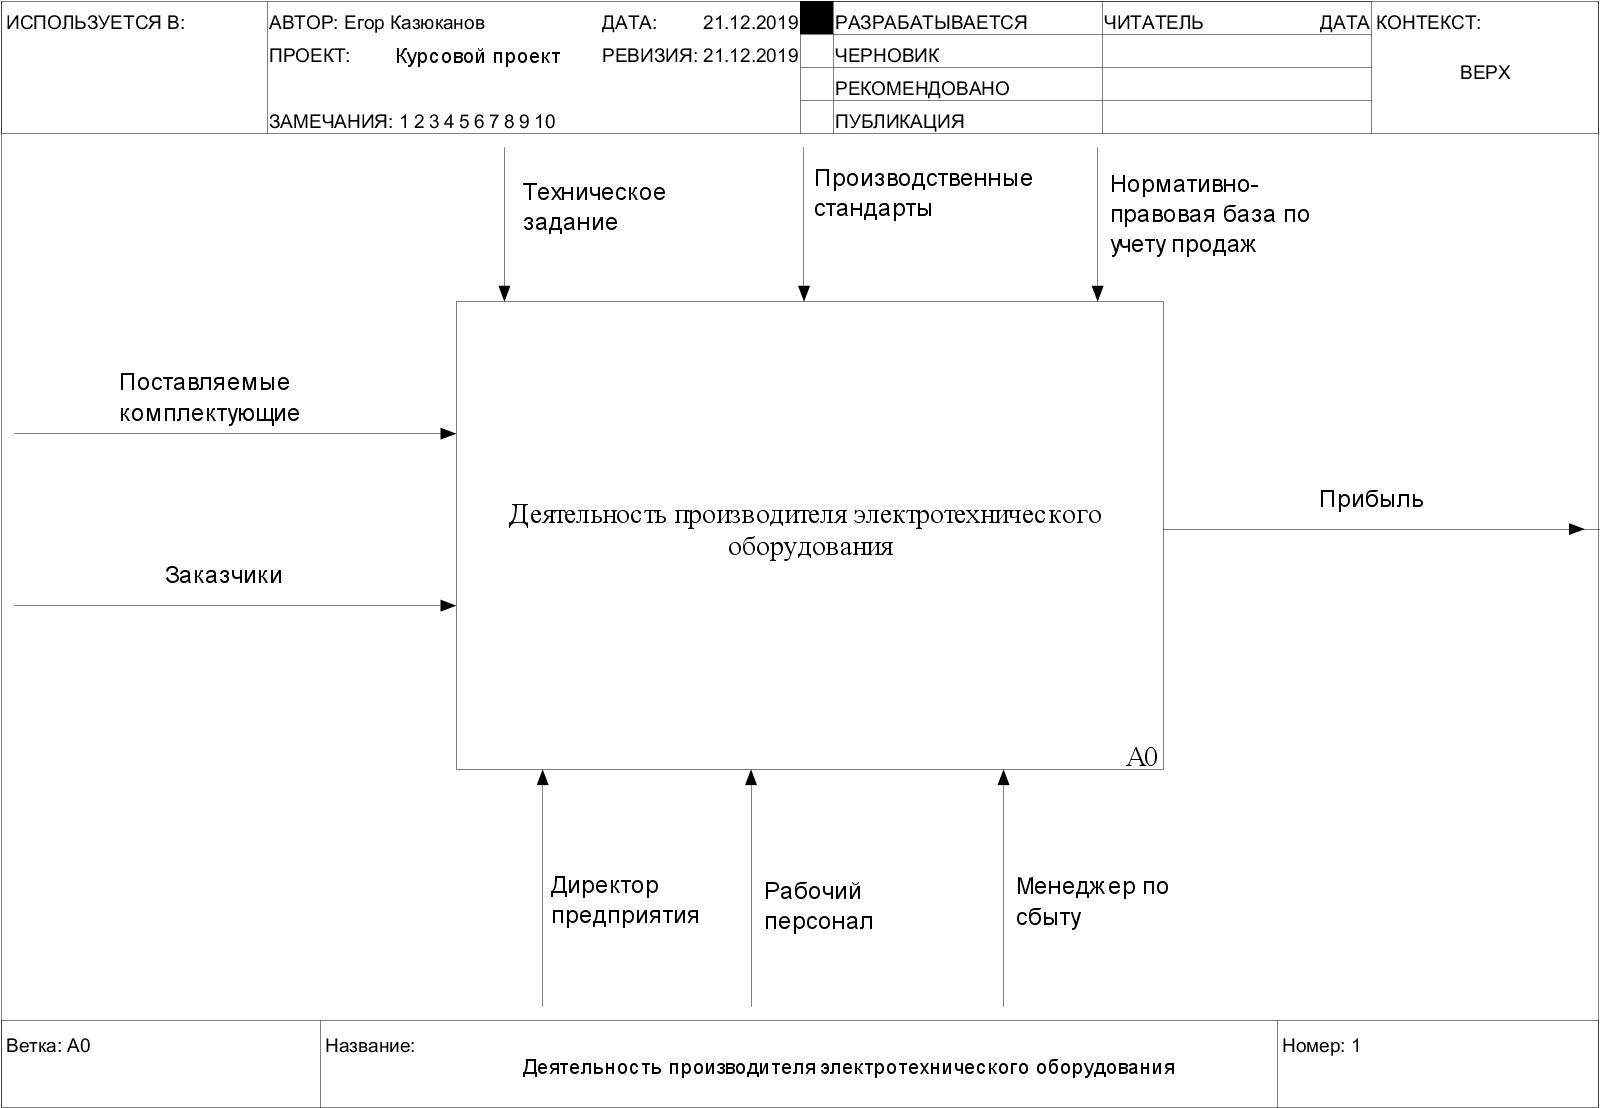 ИСПОЛЬЗУЕТСЯ В:
АВТОР: Егор Казюканов
ДАТА: 21.12.2019
ПРОЕКТ: Курсовой проект
РЕВИЗИЯ: 21.12.2019
ЗАМЕЧАНИЯ: 1 2 3 4 5 6 7 8 9 10
РАЗРАБАТЫВАЕТСЯ
ЧЕРНОВИК
РЕКОМЕНДОВАНО
ПУБЛИКАЦИЯ
ЧИТАТЕЛЬ
ДАТА
КОНТЕКСТ:
ВЕРХ
Техническое
задание
Производственные
стандарты
Нормативно-
правовая база по
учету продаж
Поставляемые
комплектующие
Заказчики
Деятельность производителя электротехнического
оборудования
A0
Прибыль
Директор
предприятия
Рабочий
персонал
Менеджер по
сбыту
Ветка: A0
Название:
Деятельность производителя электротехнического оборудования
Номер: 1